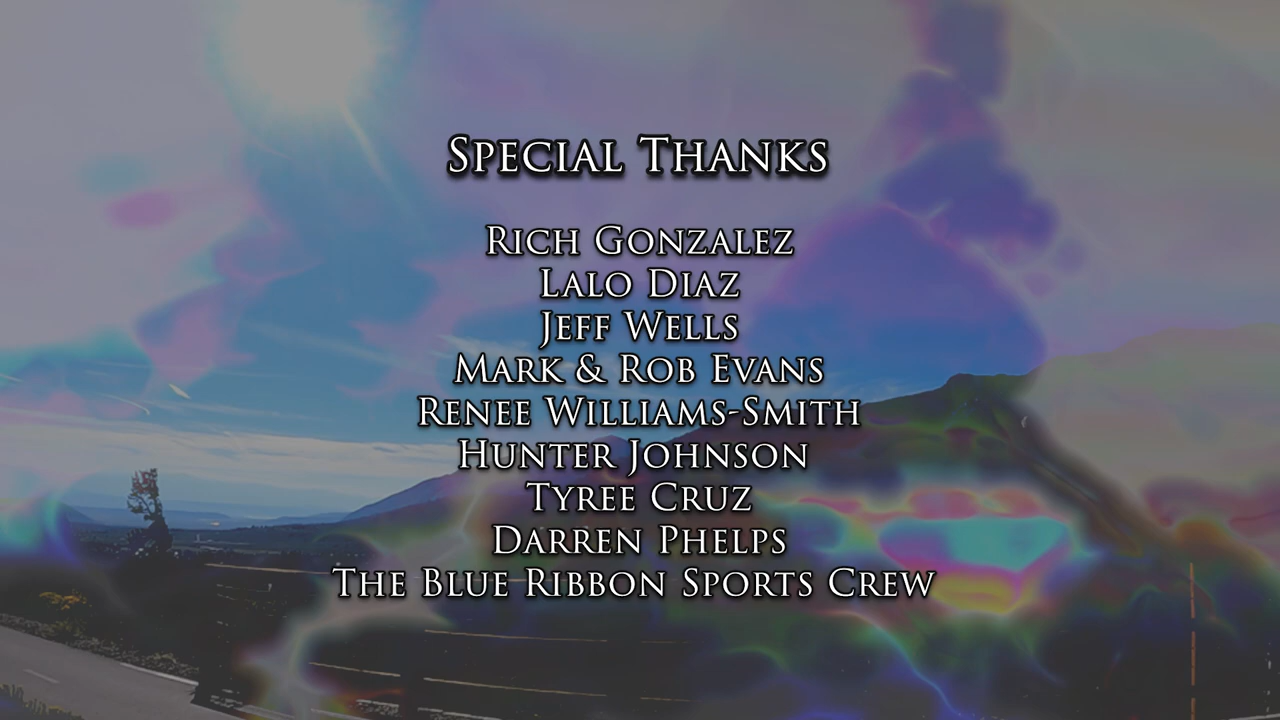 Special Thanks
Rich Gonzalez
Lalo Diaz
Jeff Wells
Mark & Rob Evans
Renee Williams-Smith
Hunter Johnson
Tyree Cruz
Darren Phelps
The Blue Ribbon Sports Crew